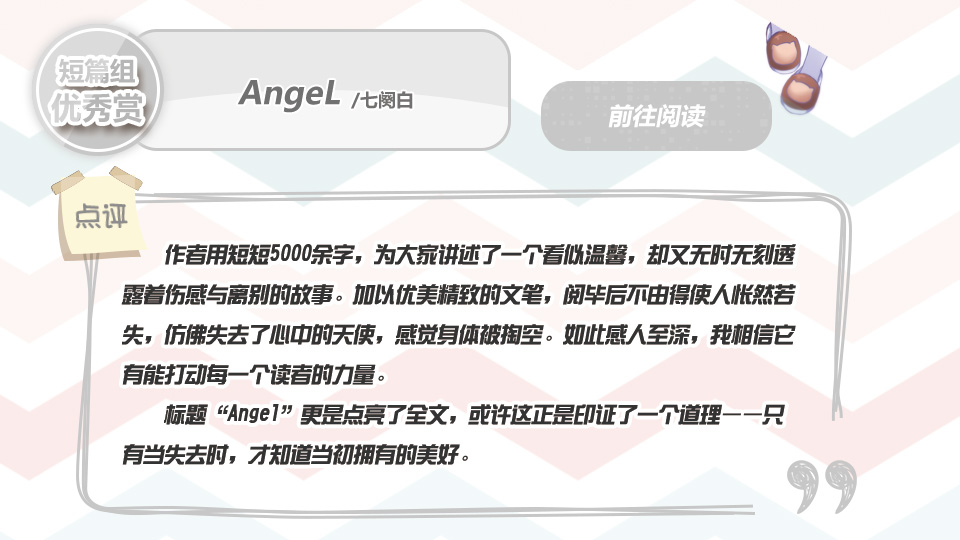 短篇组
优秀赏
AngeL /七阕白
前往阅读
点评
作者用短短5000余字，为大家讲述了一个看似温馨，却又无时无刻透
露着伤感与离别的故事。加以优美精致的文笔，阅毕后不由得使人怅然若
失，仿佛失去了心中的天使，感觉身体被掏空。如此感人至深，我相信它
有能打动每一个读者的力量。
标题“Angel”更是点亮了全文，或许这正是印证了一个道理——只
有当失去时，才知道当初拥有的美好。